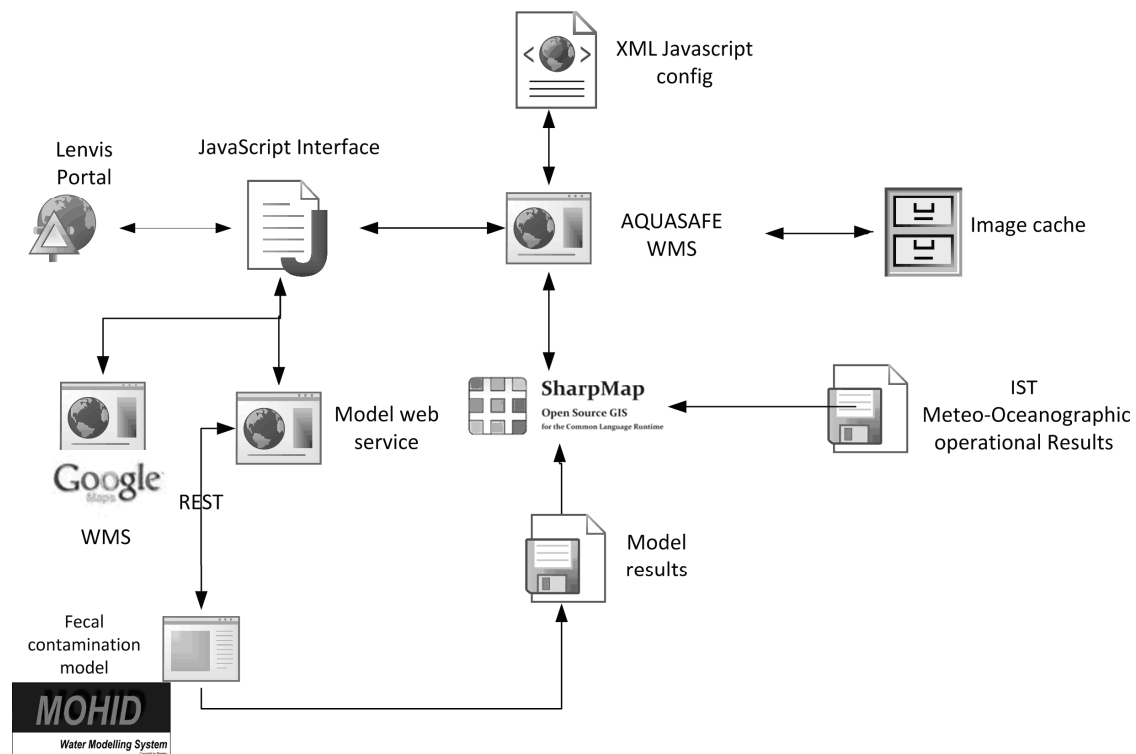 XML Javascript
config
Lenvis
Portal
JavaScript Interface
AQUASAFE
WMS
Image cache
SharpMap
Open Source GIS
for the Common Language Runtime
IST
Meteo-Oceanographic
operational Results
Model web
service
Google
Maps
WMS
REST
Model
results
Fecal
contamination
model
MOHID
Water Modelling System